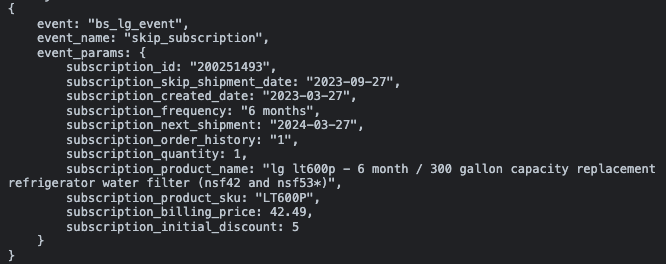 {
event: "bs_lg_event",
event_name: "skip_subscription",
event_params: {
subscription_id: "200251493",
subscription_skip_shipment_date: "2023-09-27",
subscription_created_date: "2023-03-27",
subscription_frequency: "6 months",
subscription_next_shipment: "2024-03-27",
subscription_order_history: "1",
subscription_quantity: 1,
subscription_product_name: "lg lt600p - 6 month / 300 gallon capacity replacement
refrigerator water filter (nsf42 and nsf53*)",
subscription_product_sku: "LT600P",
subscription_billing_price: 42.49,
subscription_initial_discount: 5
}
}